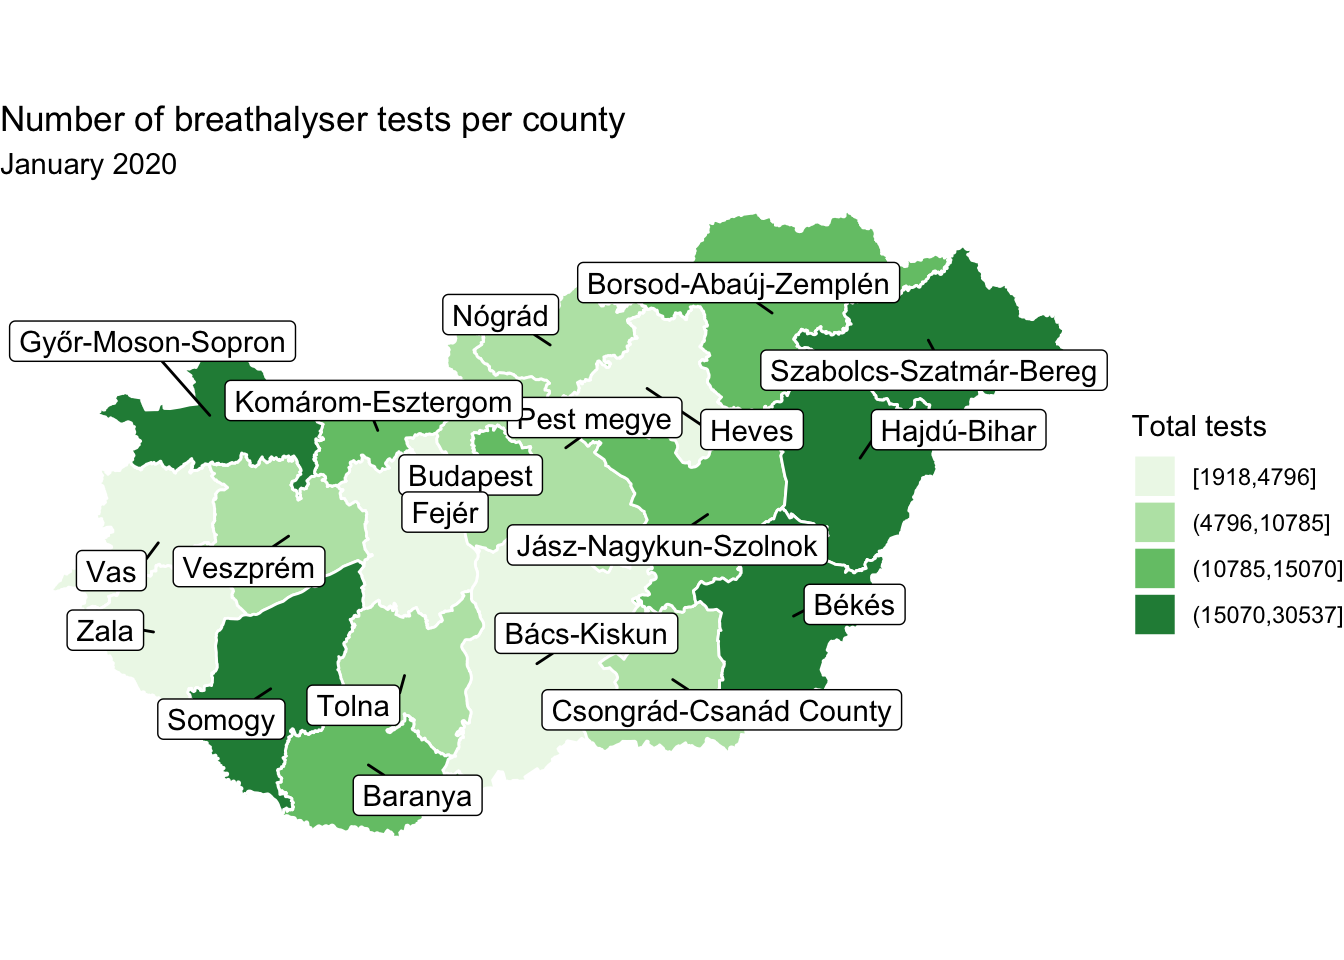 Number of breathalyser tests per county
January 2020
Borsod-Abaúj-Zemplén
Nógrád
Győr-Moson-Sopron
Szabolcs-Szatmár-Bereg
Komárom-Esztergom
Pest megye
Heves
Hajdú-Bihar
Budapest
Fejér
Jász-Nagykun-Szolnok
Vas
Veszprém
Békés
Zala
Bács-Kiskun
Tolna
Somogy
Csongrád-Csanád County
Baranya
Total tests
[1918,4796]
(4796,10785]
(10785,15070]
(15070,30537]